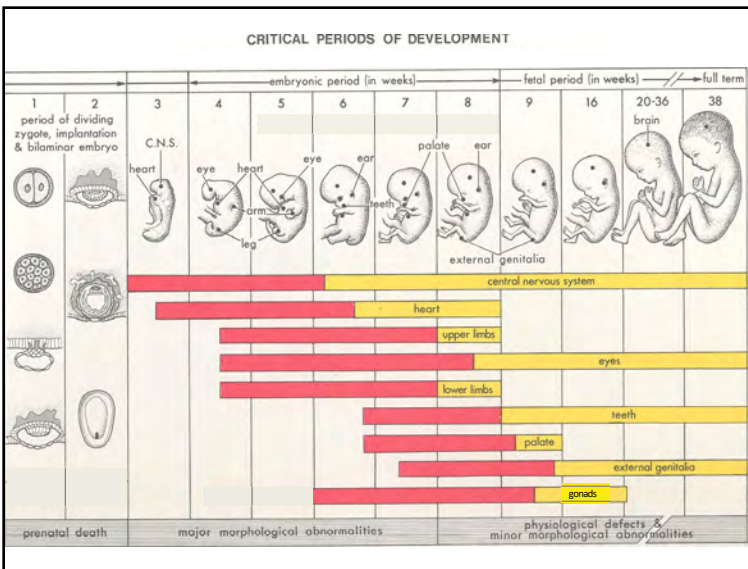 CRITICAL PERIODS OF DEVELOPMENT
embryonic period (in weeks)
fetal period (in weeks)
full term
1
2
3
4
5
6
7
8
9
16
20-36
38
period of dividing
zygote, implantation
& bilaminar embryo
C.N.S.
heart
eye
heart
arm
leg
eye
ear
teeth
palate
ear
brain
external genitalia
central nervous system
heart
upper limbs
eyes
lower limbs
teeth
palate
external genitalia
gonads
prenatal death
major morphological abnormalities
physiological defects &
minor morphological abnormalities